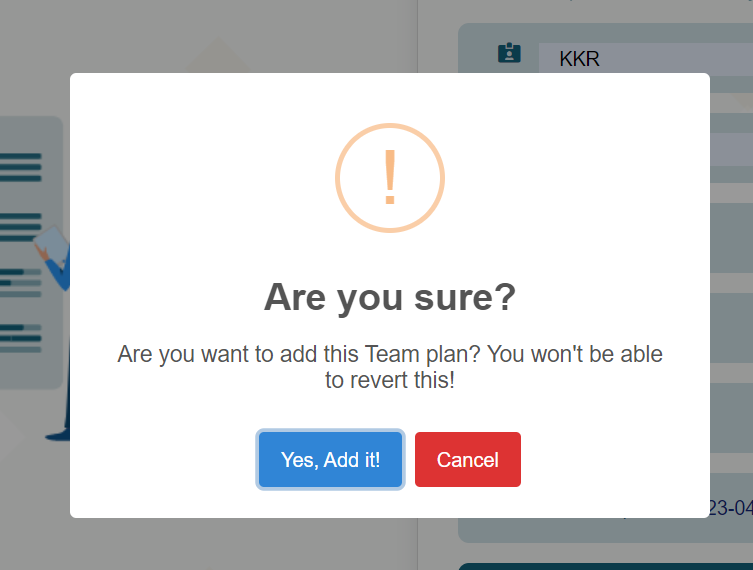 KKR
!
Are you sure?
Are you want to add this Team plan? You won't be able
to revert this!
Yes, Add it!
Cancel
23-04